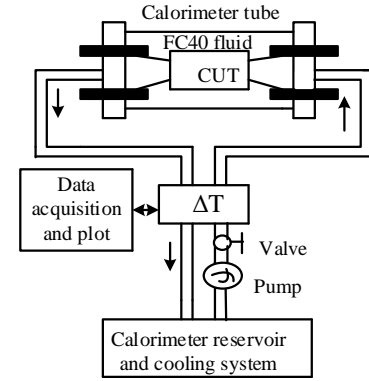 Calorimeter tube
FC40 fluid
CUT
Data
acquisition
and plot
ΔT
Valve
Pump
Calorimeter reservoir
and cooling system